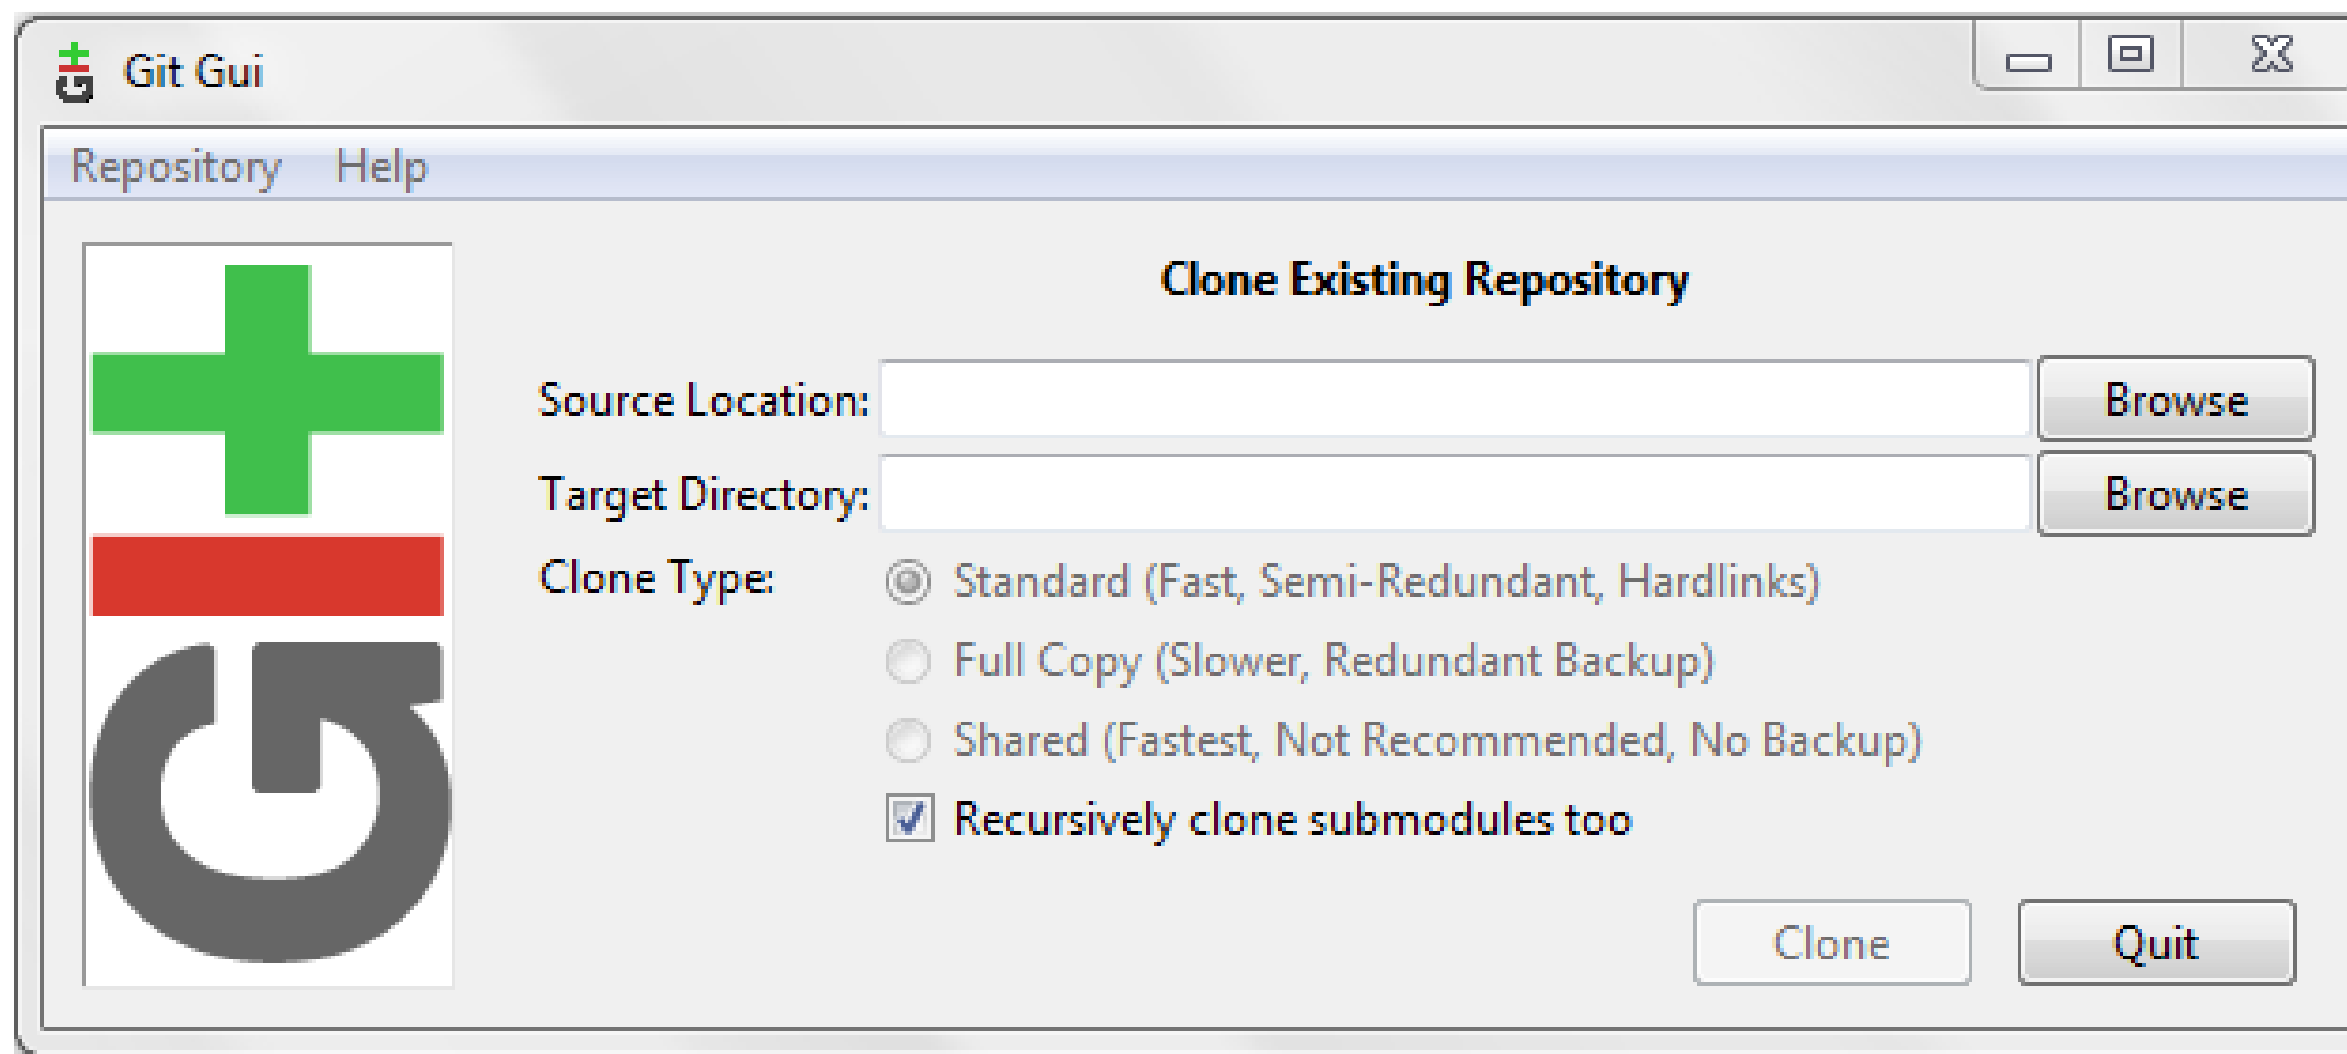 Git Gui
Repository Help
Clone Existing Repository
Source Location: Browse
Target Directory: Browse
Clone Type: Standard (Fast, Semi-Redundant, Hardlinks)
Full Copy (Slower, Redundant Backup)
Shared (Fastest, Not Recommended, No Backup)
Recursively clone submodules too
Clone Quit
GIT